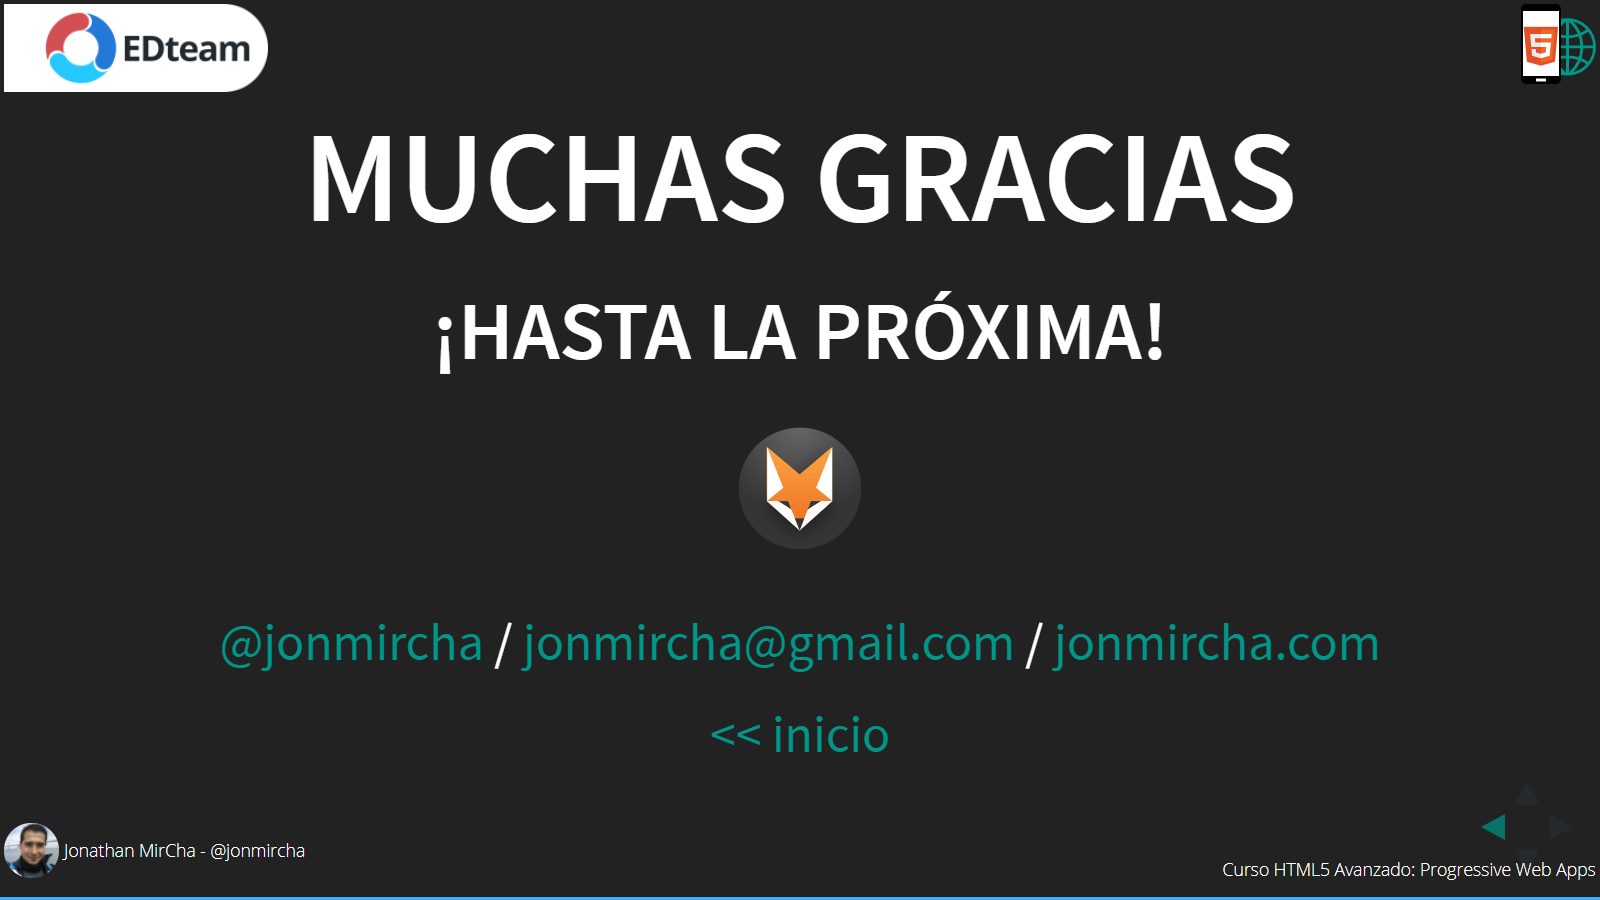 EDteam
5
MUCHAS GRACIAS
¡HASTA LA PRÓXIMA!
@jonmircha / jonmircha@gmail.com / jonmircha.com
<< inicio
Jonathan MirCha - @jonmircha
Curso HTML5 Avanzado: Progressive Web Apps